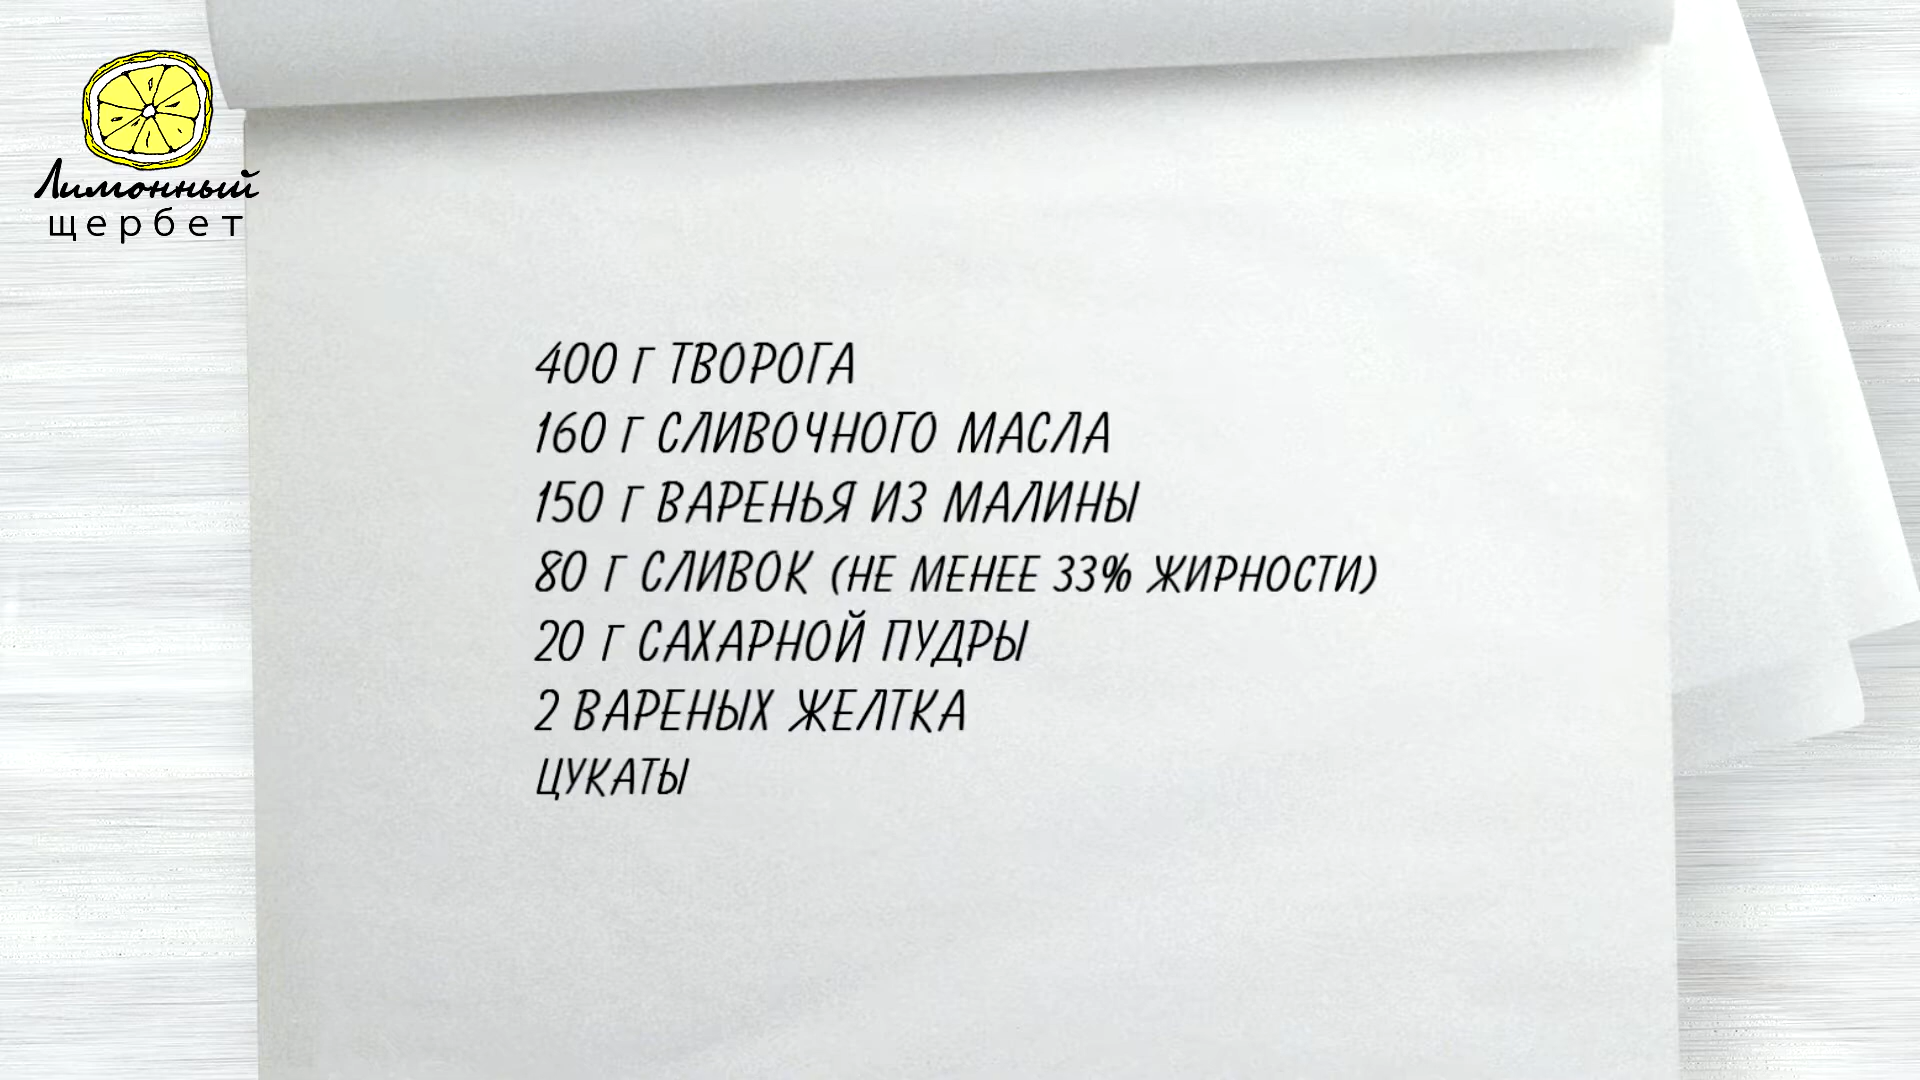 Лимонный
щербет
400 г ТВОРОГА
160 г СЛИВОЧНОГО МАСЛА
150 г ВАРЕНЬЯ ИЗ МАЛИНЫ
80 г СЛИВОК (НЕ МЕНЕЕ 33% ЖИРНОСТИ)
20 г САХАРНОЙ ПУДРЫ
2 ВАРЕНЫХ ЖЕЛТКА
ЦУКАТЫ